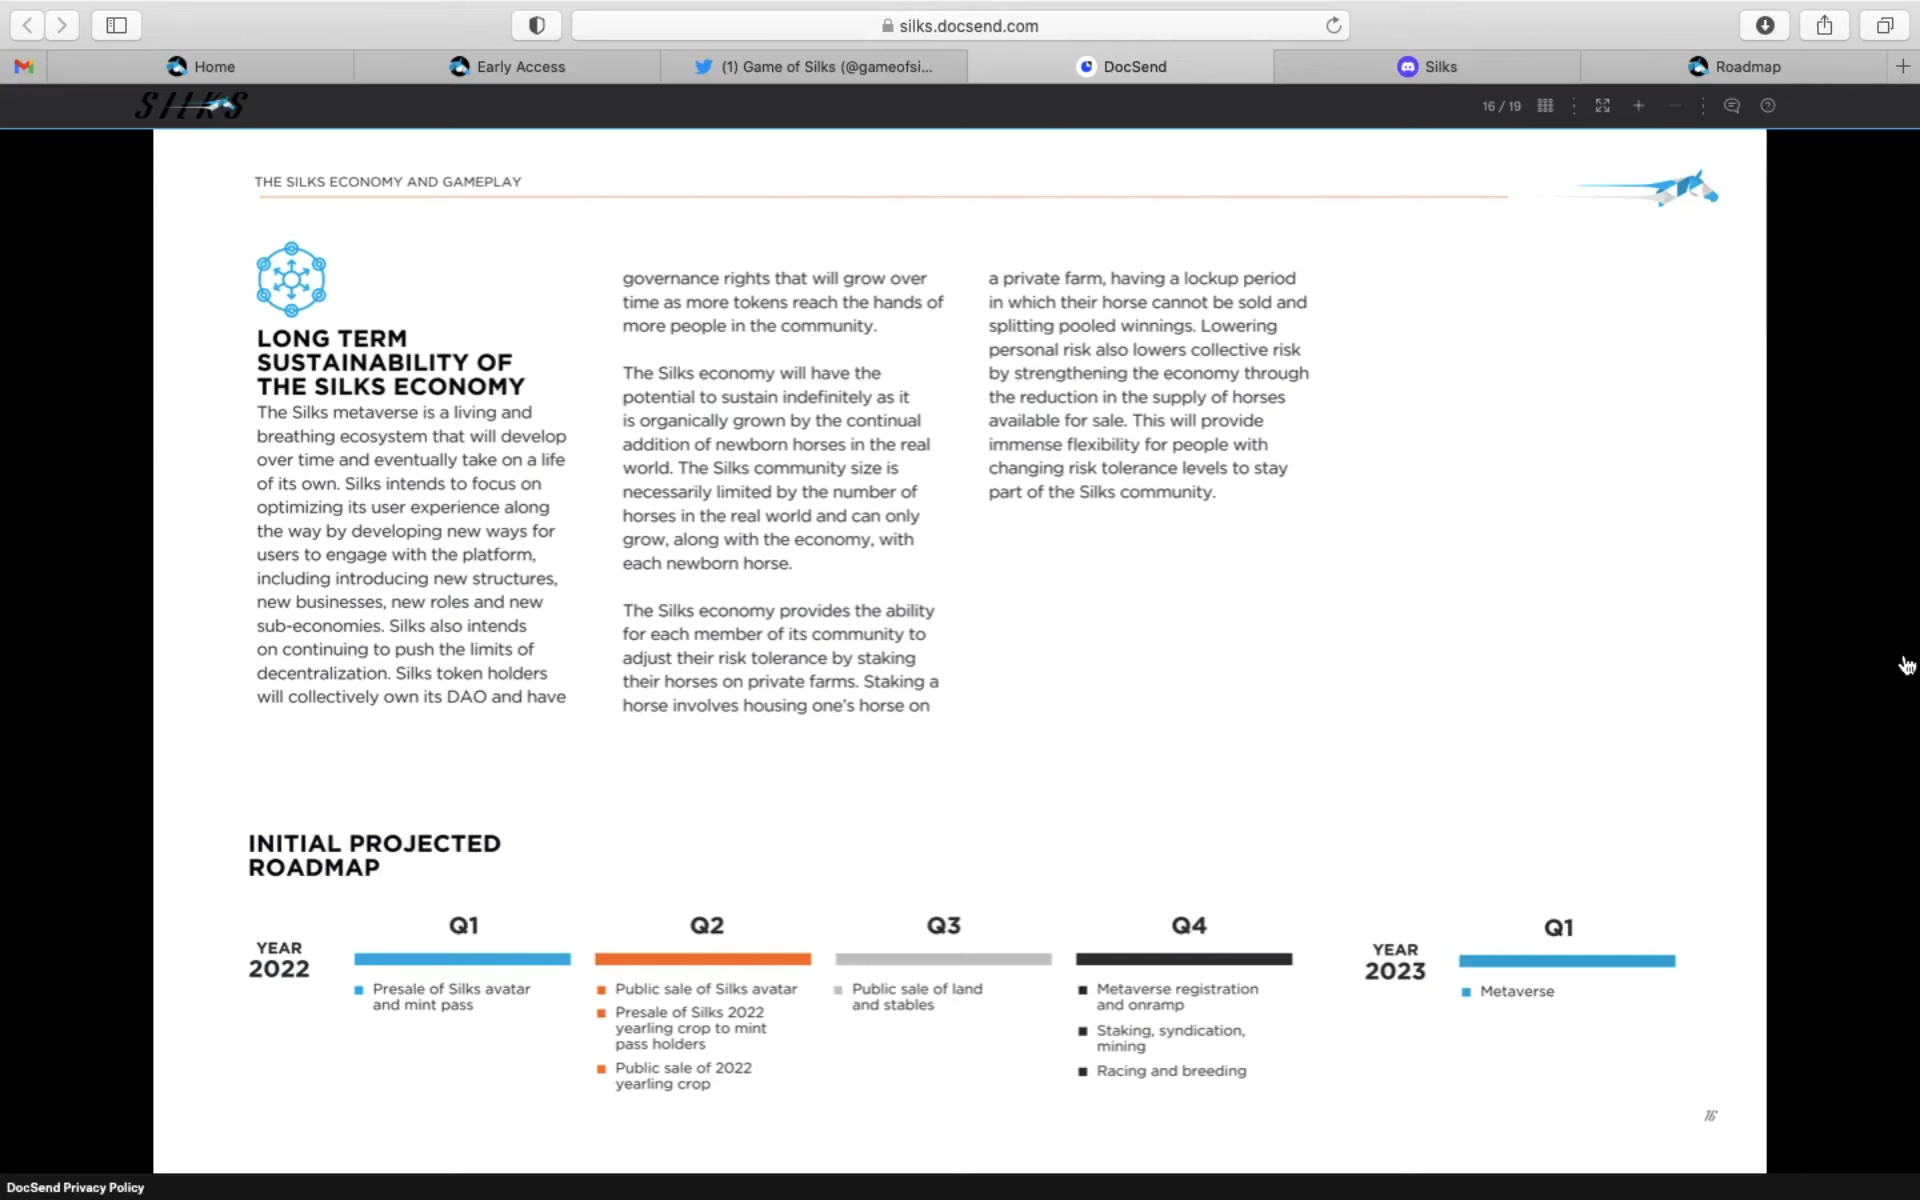 silks.docsend.com
Home
Early Access
(1) Game of Silks (@gameofsi...
DocSend
Silks
Roadmap
SILKS
16 / 19
THE SILKS ECONOMY AND GAMEPLAY
LONG TERM
SUSTAINABILITY OF
THE SILKS ECONOMY
The Silks metaverse is a living and
breathing ecosystem that will develop
over time and eventually take on a life
of its own. Silks intends to focus on
optimizing its user experience along
the way by developing new ways for
users to engage with the platform,
including introducing new structures,
new businesses, new roles and new
sub-economies. Silks also intends
on continuing to push the limits of
decentralization. Silks token holders
will collectively own its DAO and have
governance rights that will grow over
time as more tokens reach the hands of
more people in the community.
The Silks economy will have the
potential to sustain indefinitely as it
is organically grown by the continual
addition of newborn horses in the real
world. The Silks community size is
necessarily limited by the number of
horses in the real world and can only
grow, along with the economy, with
each newborn horse.
The Silks economy provides the ability
for each member of its community to
adjust their risk tolerance by staking
their horses on private farms. Staking a
horse involves housing one's horse on
a private farm, having a lockup period
in which their horse cannot be sold and
splitting pooled winnings. Lowering
personal risk also lowers collective risk
by strengthening the economy through
the reduction in the supply of horses
available for sale. This will provide
immense flexibility for people with
changing risk tolerance levels to stay
part of the Silks community.
INITIAL PROJECTED
ROADMAP
YEAR
2022
Q1
Presale of Silks avatar
and mint pass
Q2
Public sale of Silks avatar
Presale of Silks 2022
yearling crop to mint
pass holders
Public sale of 2022
yearling crop
Q3
Public sale of land
and stables
Q4
Metaverse registration
and onramp
Staking, syndication,
mining
Racing and breeding
YEAR
2023
Q1
Metaverse
16
DocSend Privacy Policy